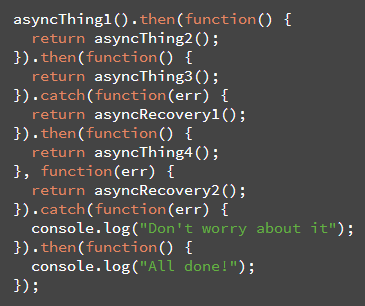 asyncThing1().then(function() {
  return asyncThing2();
}).then(function() {
  return asyncThing3();
}).catch(function(err) {
  return asyncRecovery1();
}).then(function() {
  return asyncThing4();
}, function(err) {
  return asyncRecovery2();
}).catch(function(err) {
  console.log("Don't worry about it");
}).then(function() {
  console.log("All done!");
});